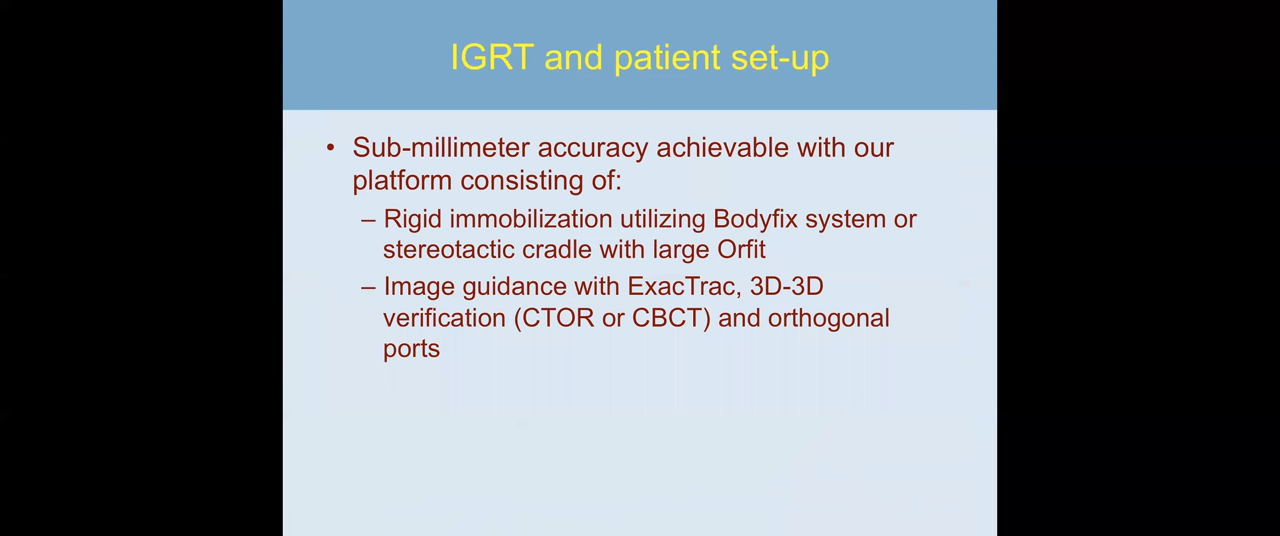 IGRT and patient set-up
• Sub-millimeter accuracy achievable with our
platform consisting of:
– Rigid immobilization utilizing Bodyfix system or
stereotactic cradle with large Orfit
– Image guidance with ExacTrac, 3D-3D
verification (CTOR or CBCT) and orthogonal
ports